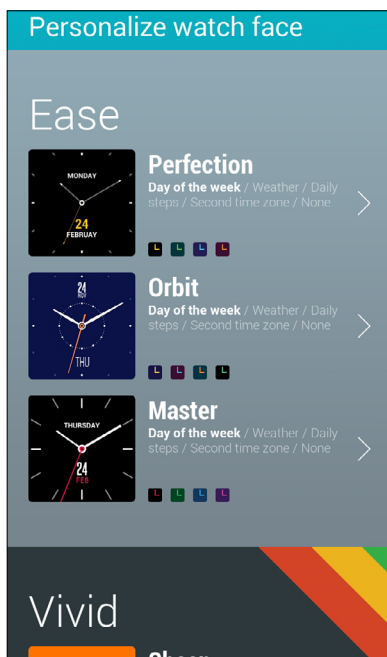 Personalize watch face
Ease
MONDAY
24
FEBRUAY
Perfection
Day of the week / Weather / Daily
steps / Second time zone / None
24
NOV
THU
Orbit
Day of the week / Weather / Daily
steps / Second time zone / None
THURSDAY
24
FEB
Master
Day of the week / Weather / Daily
steps / Second time zone / None
Vivid